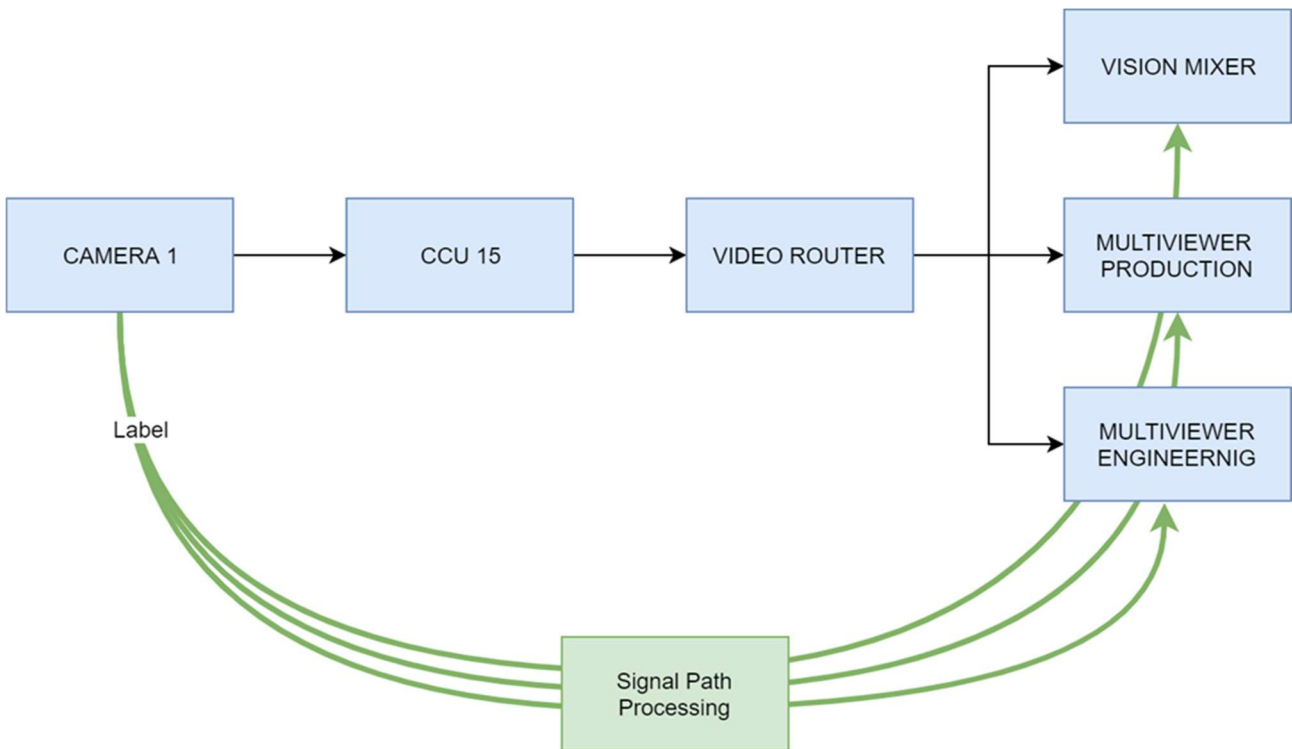 VISION MIXER
CAMERA 1
CCU 15
VIDEO ROUTER
MULTIVIEWER
PRODUCTION
MULTIVIEWER
ENGINEERNIG
Label
Signal Path
Processing